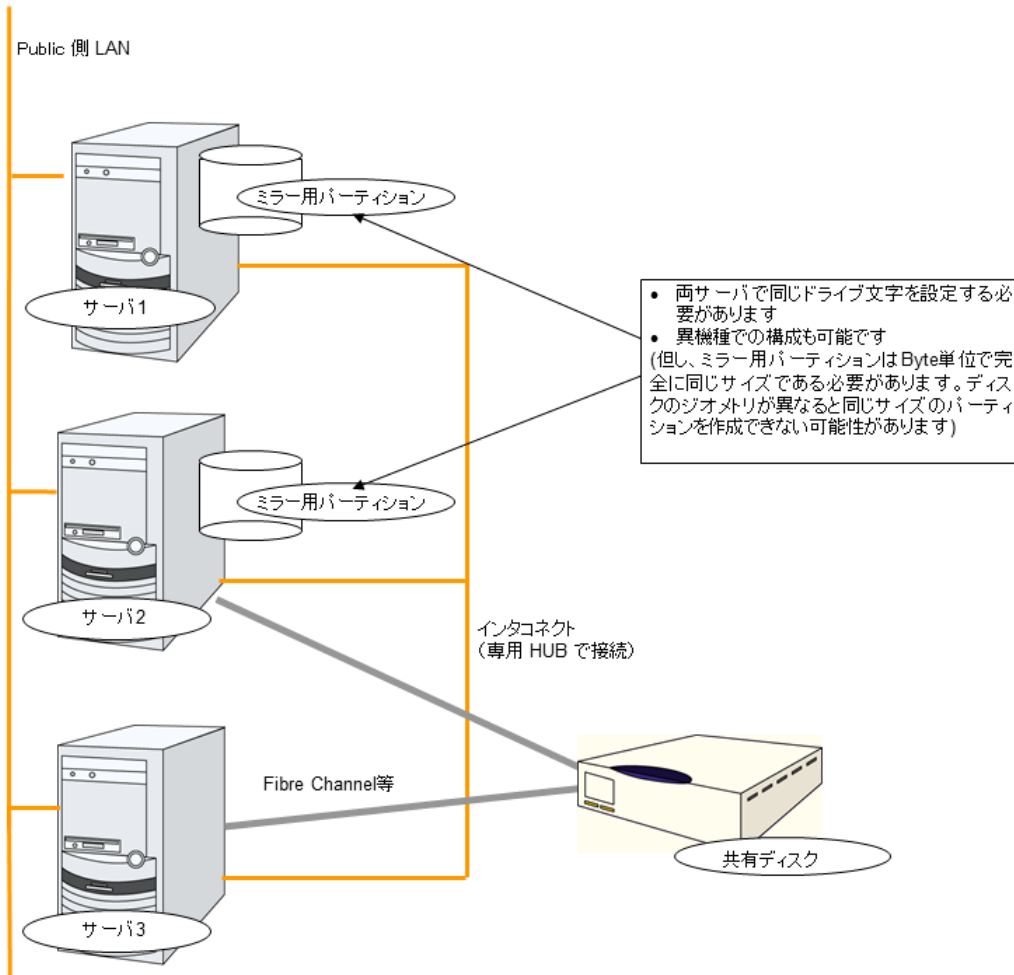 Public 側 LAN
ミラー用パーティション
サーバ1
• 両サーバで同じドライブ文字を設定する必
要があります
• 異機種での構成も可能です
(但し、ミラー用パーティションはByte単位で完
全に同じサイズである必要があります。ディス
クのジオメトリが異なると同じサイズのパーティ
ションを作成できない可能性があります)
ミラー用パーティション
サーバ2
インタコネクト
(専用 HUB で接続)
Fibre Channel等
共有ディスク
サーバ3